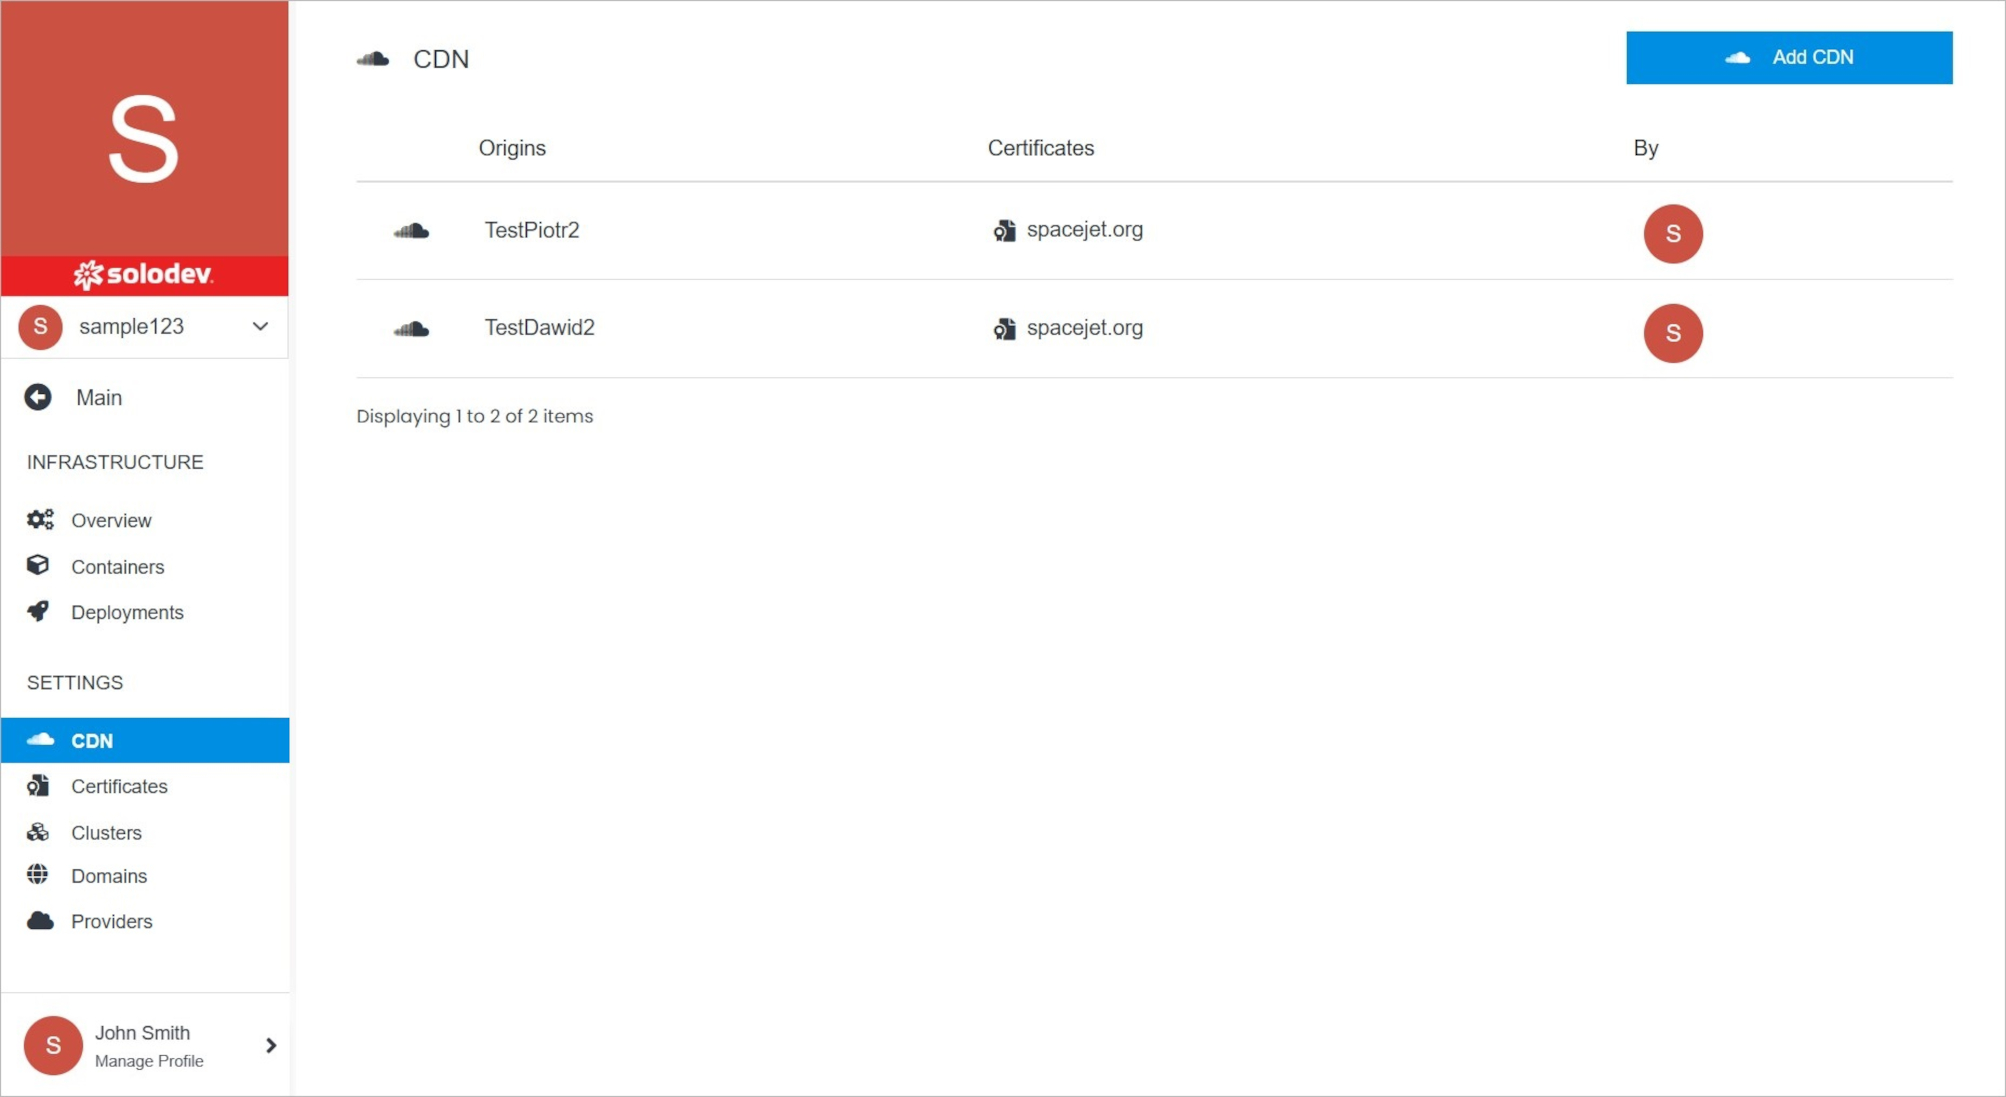 S
solodev
S sample123
Main
INFRASTRUCTURE
Overview
Containers
Deployments
SETTINGS
CDN
Certificates
Clusters
Domains
Providers
S John Smith
Manage Profile
CDN
Add CDN
Origins Certificates By
TestPiotr2 spacejet.org S
TestDawid2 spacejet.org S
Displaying 1 to 2 of 2 items